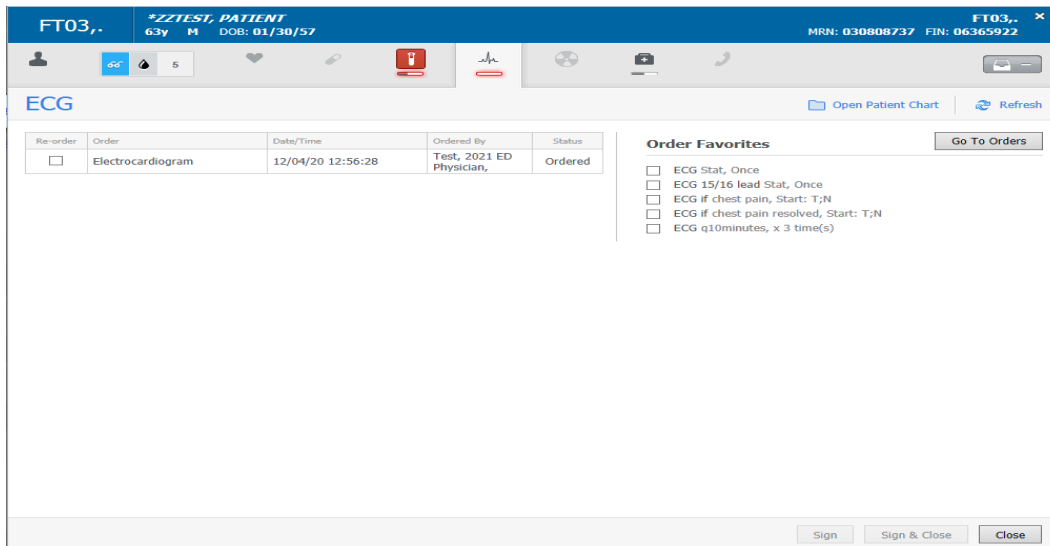 FT03,.
*ZZTEST, PATIENT
63y M DOB: 01/30/57
FT03,. ×
MRN: 030808737 FIN: 06365922
5
ECG
Open Patient Chart
Refresh
Re-order Order Date/Time Ordered By Status
Electrocardiogram 12/04/20 12:56:28 Test, 2021 ED Physician, Ordered
Order Favorites
Go To Orders
ECG Stat, Once
ECG 15/16 lead Stat, Once
ECG if chest pain, Start: T;N
ECG if chest pain resolved, Start: T;N
ECG q10minutes, x 3 time(s)
Sign
Sign & Close
Close